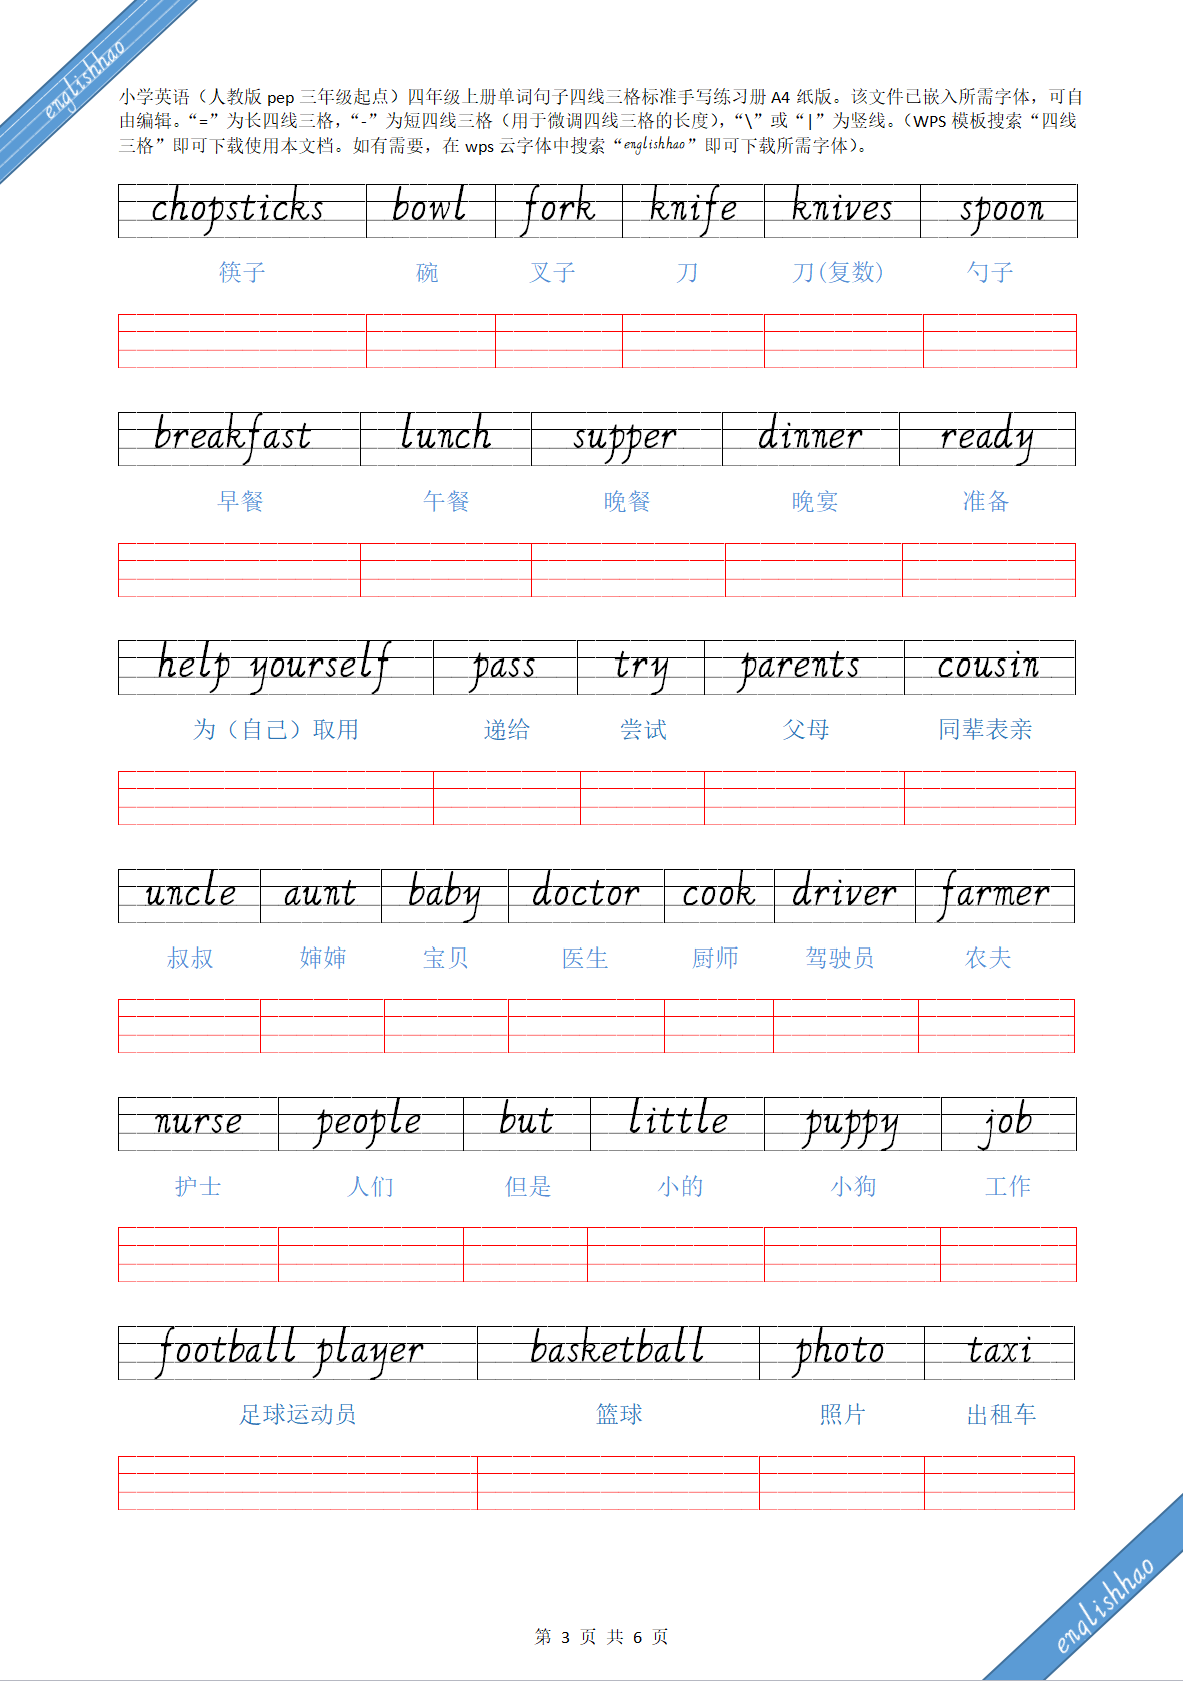 englishhao
小学英语（人教版 pep 三年级起点）四年级上册单词句子四线三格标准手写练习册 A4 纸版。该文件已嵌入所需字体，可自
由编辑。“=”为长四线三格，“-”为短四线三格（用于微调四线三格的长度），“\”或“|”为竖线。（WPS 模板搜索“四线
三格”即可下载使用本文档。如有需要，在 wps 云字体中搜索“englishhao”即可下载所需字体）。
chopsticks bowl fork knife knives spoon
筷子 碗 叉子 刀 刀(复数) 勺子
breakfast lunch supper dinner ready
早餐 午餐 晚餐 晚宴 准备
help yourself pass try parents cousin
为（自己）取用 递给 尝试 父母 同辈表亲
uncle aunt baby doctor cook driver farmer
叔叔 婶婶 宝贝 医生 厨师 驾驶员 农夫
nurse people but little puppy job
护士 人们 但是 小的 小狗 工作
football player basketball photo taxi
足球运动员 篮球 照片 出租车
englishhao
第 3 页 共 6 页